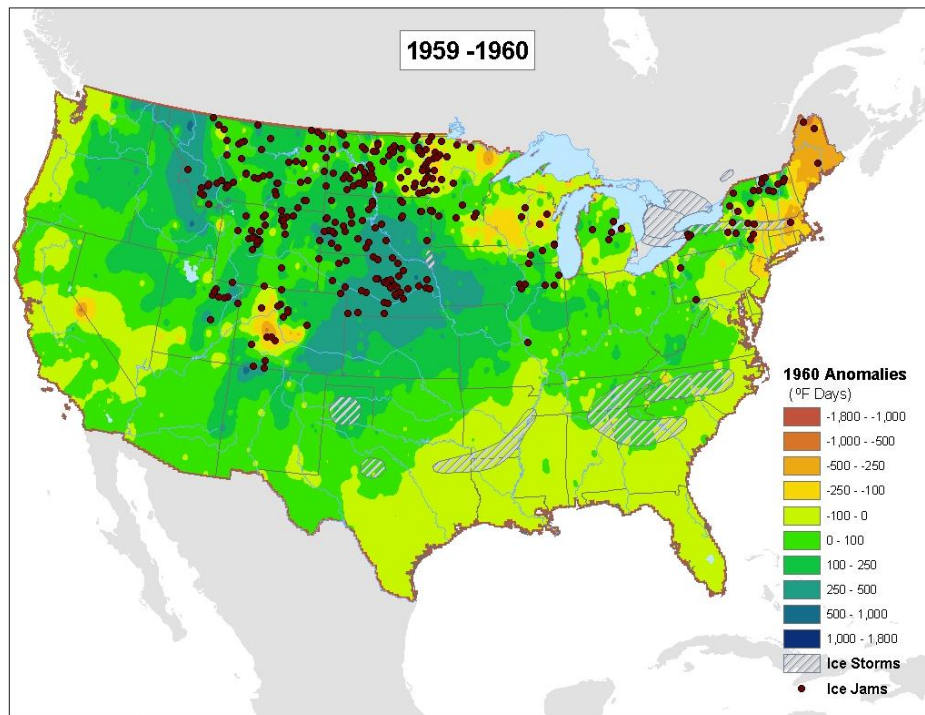 1959 -1960
1960 Anomalies
(ºF Days)
-1,800 - -1,000
-1,000 - -500
-500 - -250
-250 - -100
-100 - 0
0 - 100
100 - 250
250 - 500
500 - 1,000
1,000 - 1,800
Ice Storms
Ice Jams